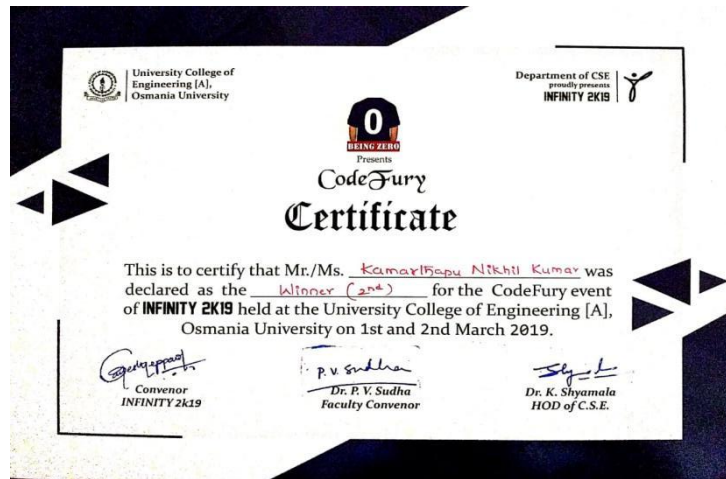 University College of
Engineering [A],
Osmania University
Department of CSE
proudly presents
INFINITY 2K19
0
BEING ZERO
Presents
CodeFury
Certificate
This is to certify that Mr./Ms. Kamarthapu Nikhil Kumar was
declared as the Winner (2nd) for the CodeFury event
of INFINITY 2K19 held at the University College of Engineering [A],
Osmania University on 1st and 2nd March 2019.
P. V. Sudha
Convenor
INFINITY 2k19
Dr. P. V. Sudha
Faculty Convenor
Dr. K. Shyamala
HOD of C.S.E.